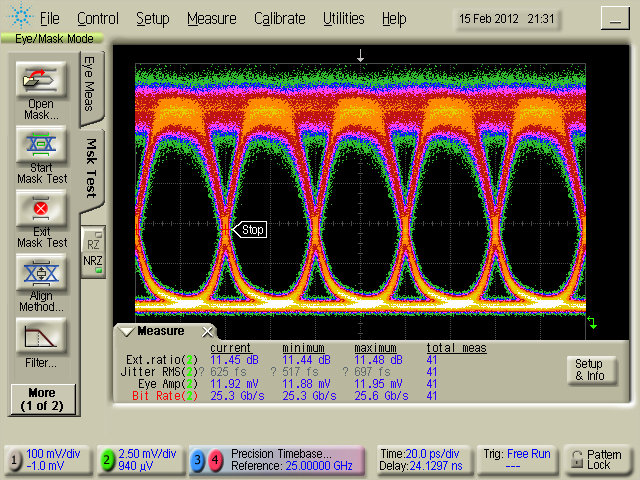 File Control Setup Measure Calibrate Utilities Help 15 Feb 2012 21:31
Eye/Mask Mode
Eye Meas
Msk Test
Open
Mask...
Start
Mask Test
Exit
Mask Test
RZ
NRZ
Align
Method...
Filter...
More
(1 of 2)
Stop
Measure
current minimum maximum total meas
Ext.ratio(2) 11.45 dB 11.44 dB 11.48 dB 41
Jitter RMS(2) ? 625 fs ? 517 fs ? 697 fs 41
Eye Amp(2) 11.92 mV 11.88 mV 11.95 mV 41
Bit Rate(2) 25.3 Gb/s 25.3 Gb/s 25.6 Gb/s 41
Setup
& Info
1 100 mV/div
-1.0 mV
2 2.50 mV/div
940 µV
3 4 Precision Timebase...
Reference: 25.00000 GHz
Time:20.0 ps/div
Delay:24.1297 ns
Trig: Free Run
---
Pattern
Lock